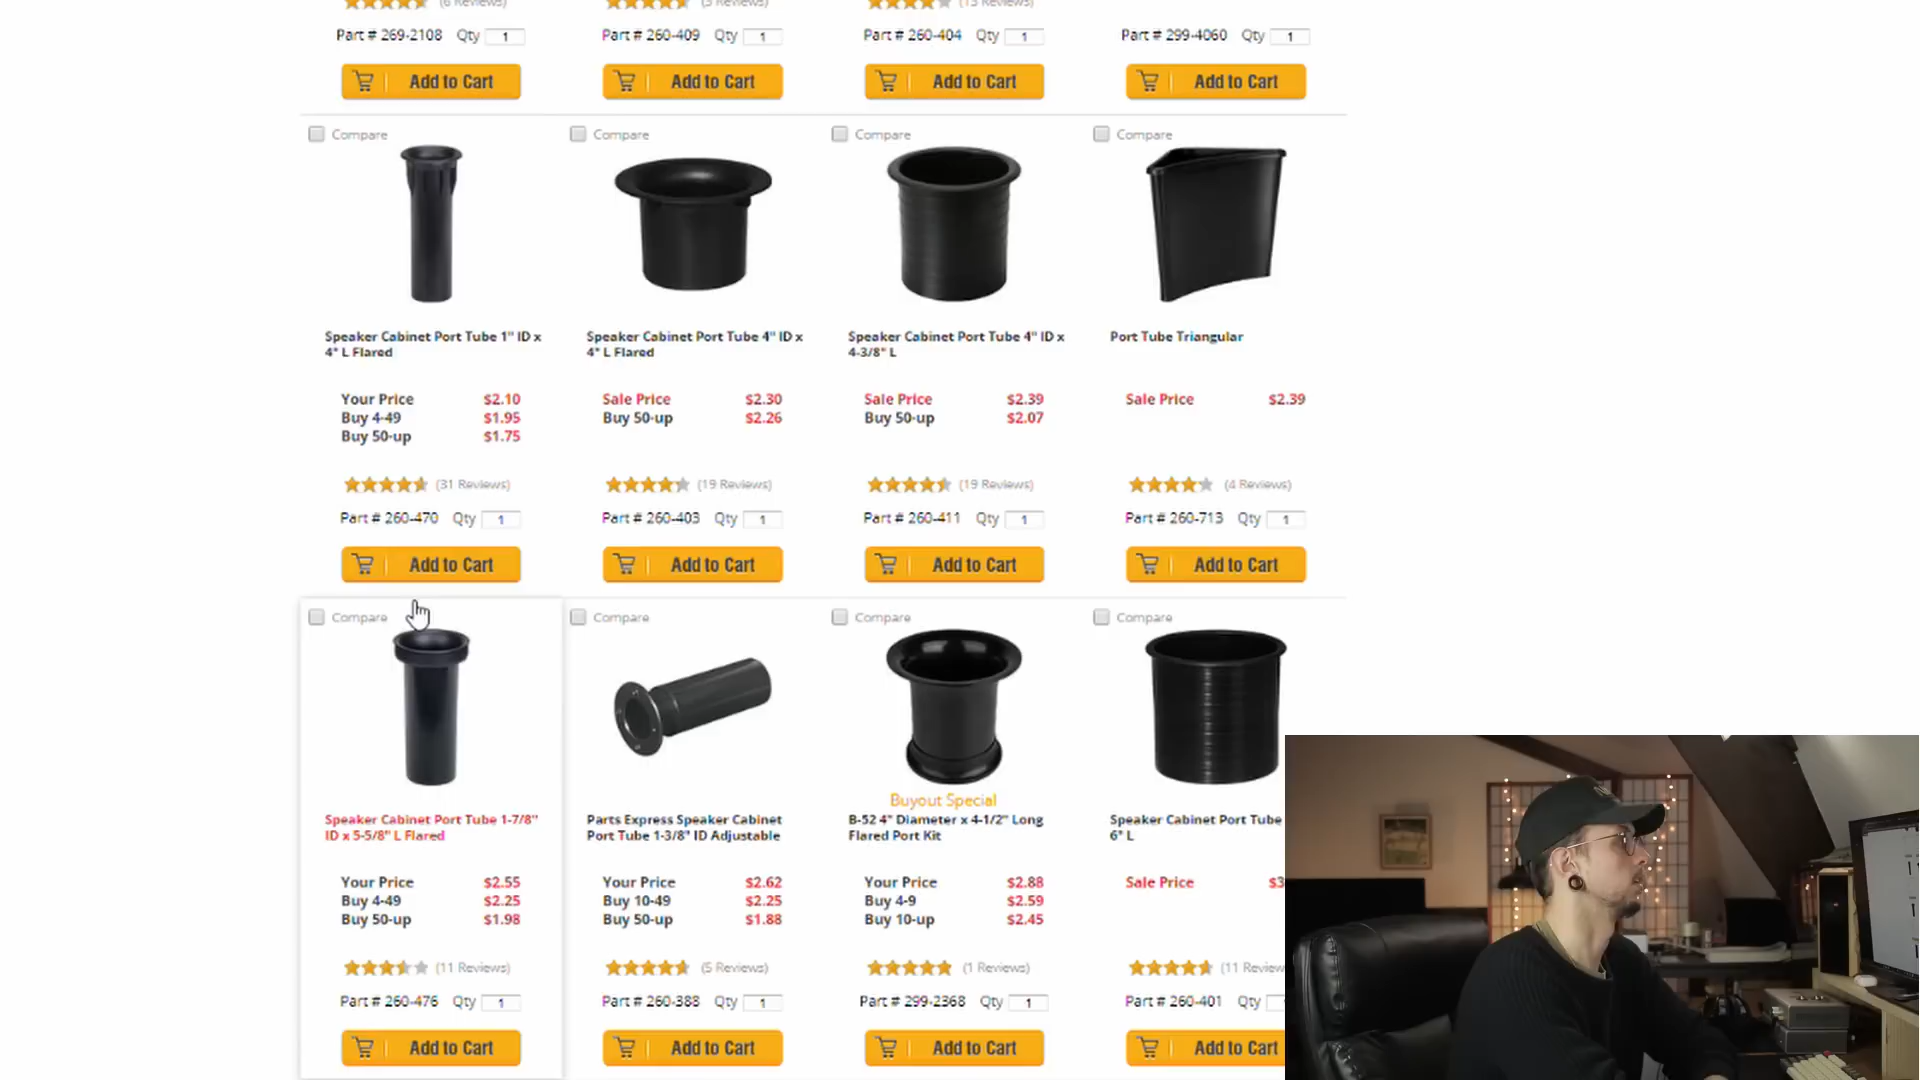 (6 Reviews) (3 Reviews) (13 Reviews)
Part # 269-2108 Qty 1 Part # 260-409 Qty 1 Part # 260-404 Qty 1 Part # 299-4060 Qty 1
Add to Cart Add to Cart Add to Cart Add to Cart
Compare Compare Compare Compare
Speaker Cabinet Port Tube 1" ID x Speaker Cabinet Port Tube 4" ID x Speaker Cabinet Port Tube 4" ID x Port Tube Triangular
4" L Flared 4" L Flared 4-3/8" L
Your Price $2.10 Sale Price $2.30 Sale Price $2.39 Sale Price $2.39
Buy 4-49 $1.95 Buy 50-up $2.26 Buy 50-up $2.07
Buy 50-up $1.75
(31 Reviews) (19 Reviews) (19 Reviews) (4 Reviews)
Part # 260-470 Qty 1 Part # 260-403 Qty 1 Part # 260-411 Qty 1 Part # 260-713 Qty 1
Add to Cart Add to Cart Add to Cart Add to Cart
Compare Compare Compare Compare
Buyout Special
Speaker Cabinet Port Tube 1-7/8" Parts Express Speaker Cabinet B-52 4" Diameter x 4-1/2" Long Speaker Cabinet Port Tube
ID x 5-5/8" L Flared Port Tube 1-3/8" ID Adjustable Flared Port Kit 6" L
Your Price $2.55 Your Price $2.62 Your Price $2.88 Sale Price $3
Buy 4-49 $2.25 Buy 10-49 $2.25 Buy 4-9 $2.59
Buy 50-up $1.98 Buy 50-up $1.88 Buy 10-up $2.45
(11 Reviews) (5 Reviews) (1 Reviews) (11 Review
Part # 260-476 Qty 1 Part # 260-388 Qty 1 Part # 299-2368 Qty 1 Part # 260-401 Qty
Add to Cart Add to Cart Add to Cart Add to Cart